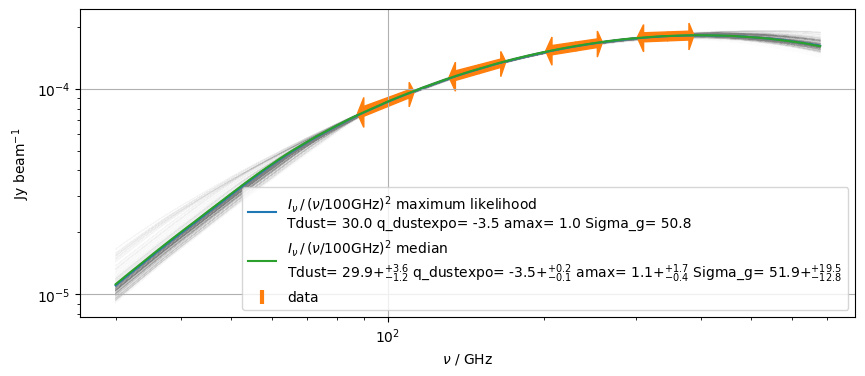 10⁻⁴
10⁻⁵
Jy beam⁻¹
I_ν / (ν/100GHz)² maximum likelihood
Tdust= 30.0 q_dustexpo= -3.5 amax= 1.0 Sigma_g= 50.8
I_ν / (ν/100GHz)² median
Tdust= 29.9+⁺³·⁶₋₁.₂ q_dustexpo= -3.5+⁺⁰·²₋₀.₁ amax= 1.1+⁺¹·⁷₋₀.₄ Sigma_g= 51.9+⁺¹⁹·⁵₋₁₂.₈
data
10²
ν / GHz